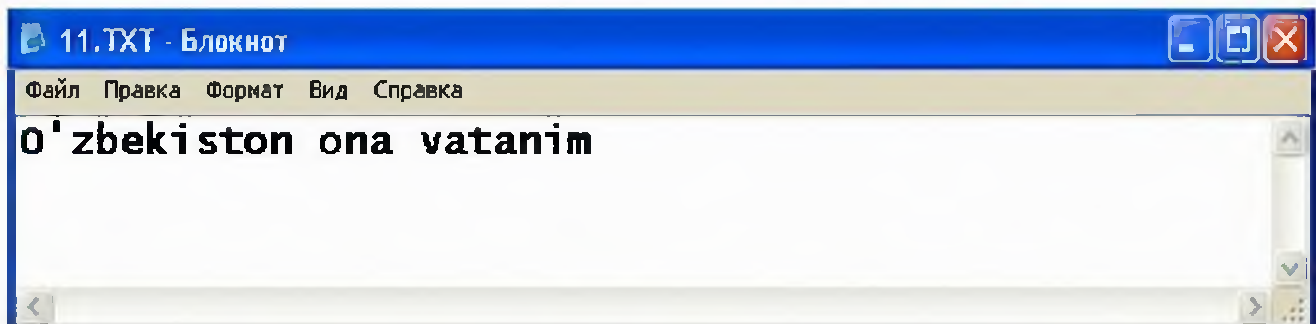 11.TXT - Блокнот
Файл Правка Формат Вид Справка
O'zbekiston ona vatanim